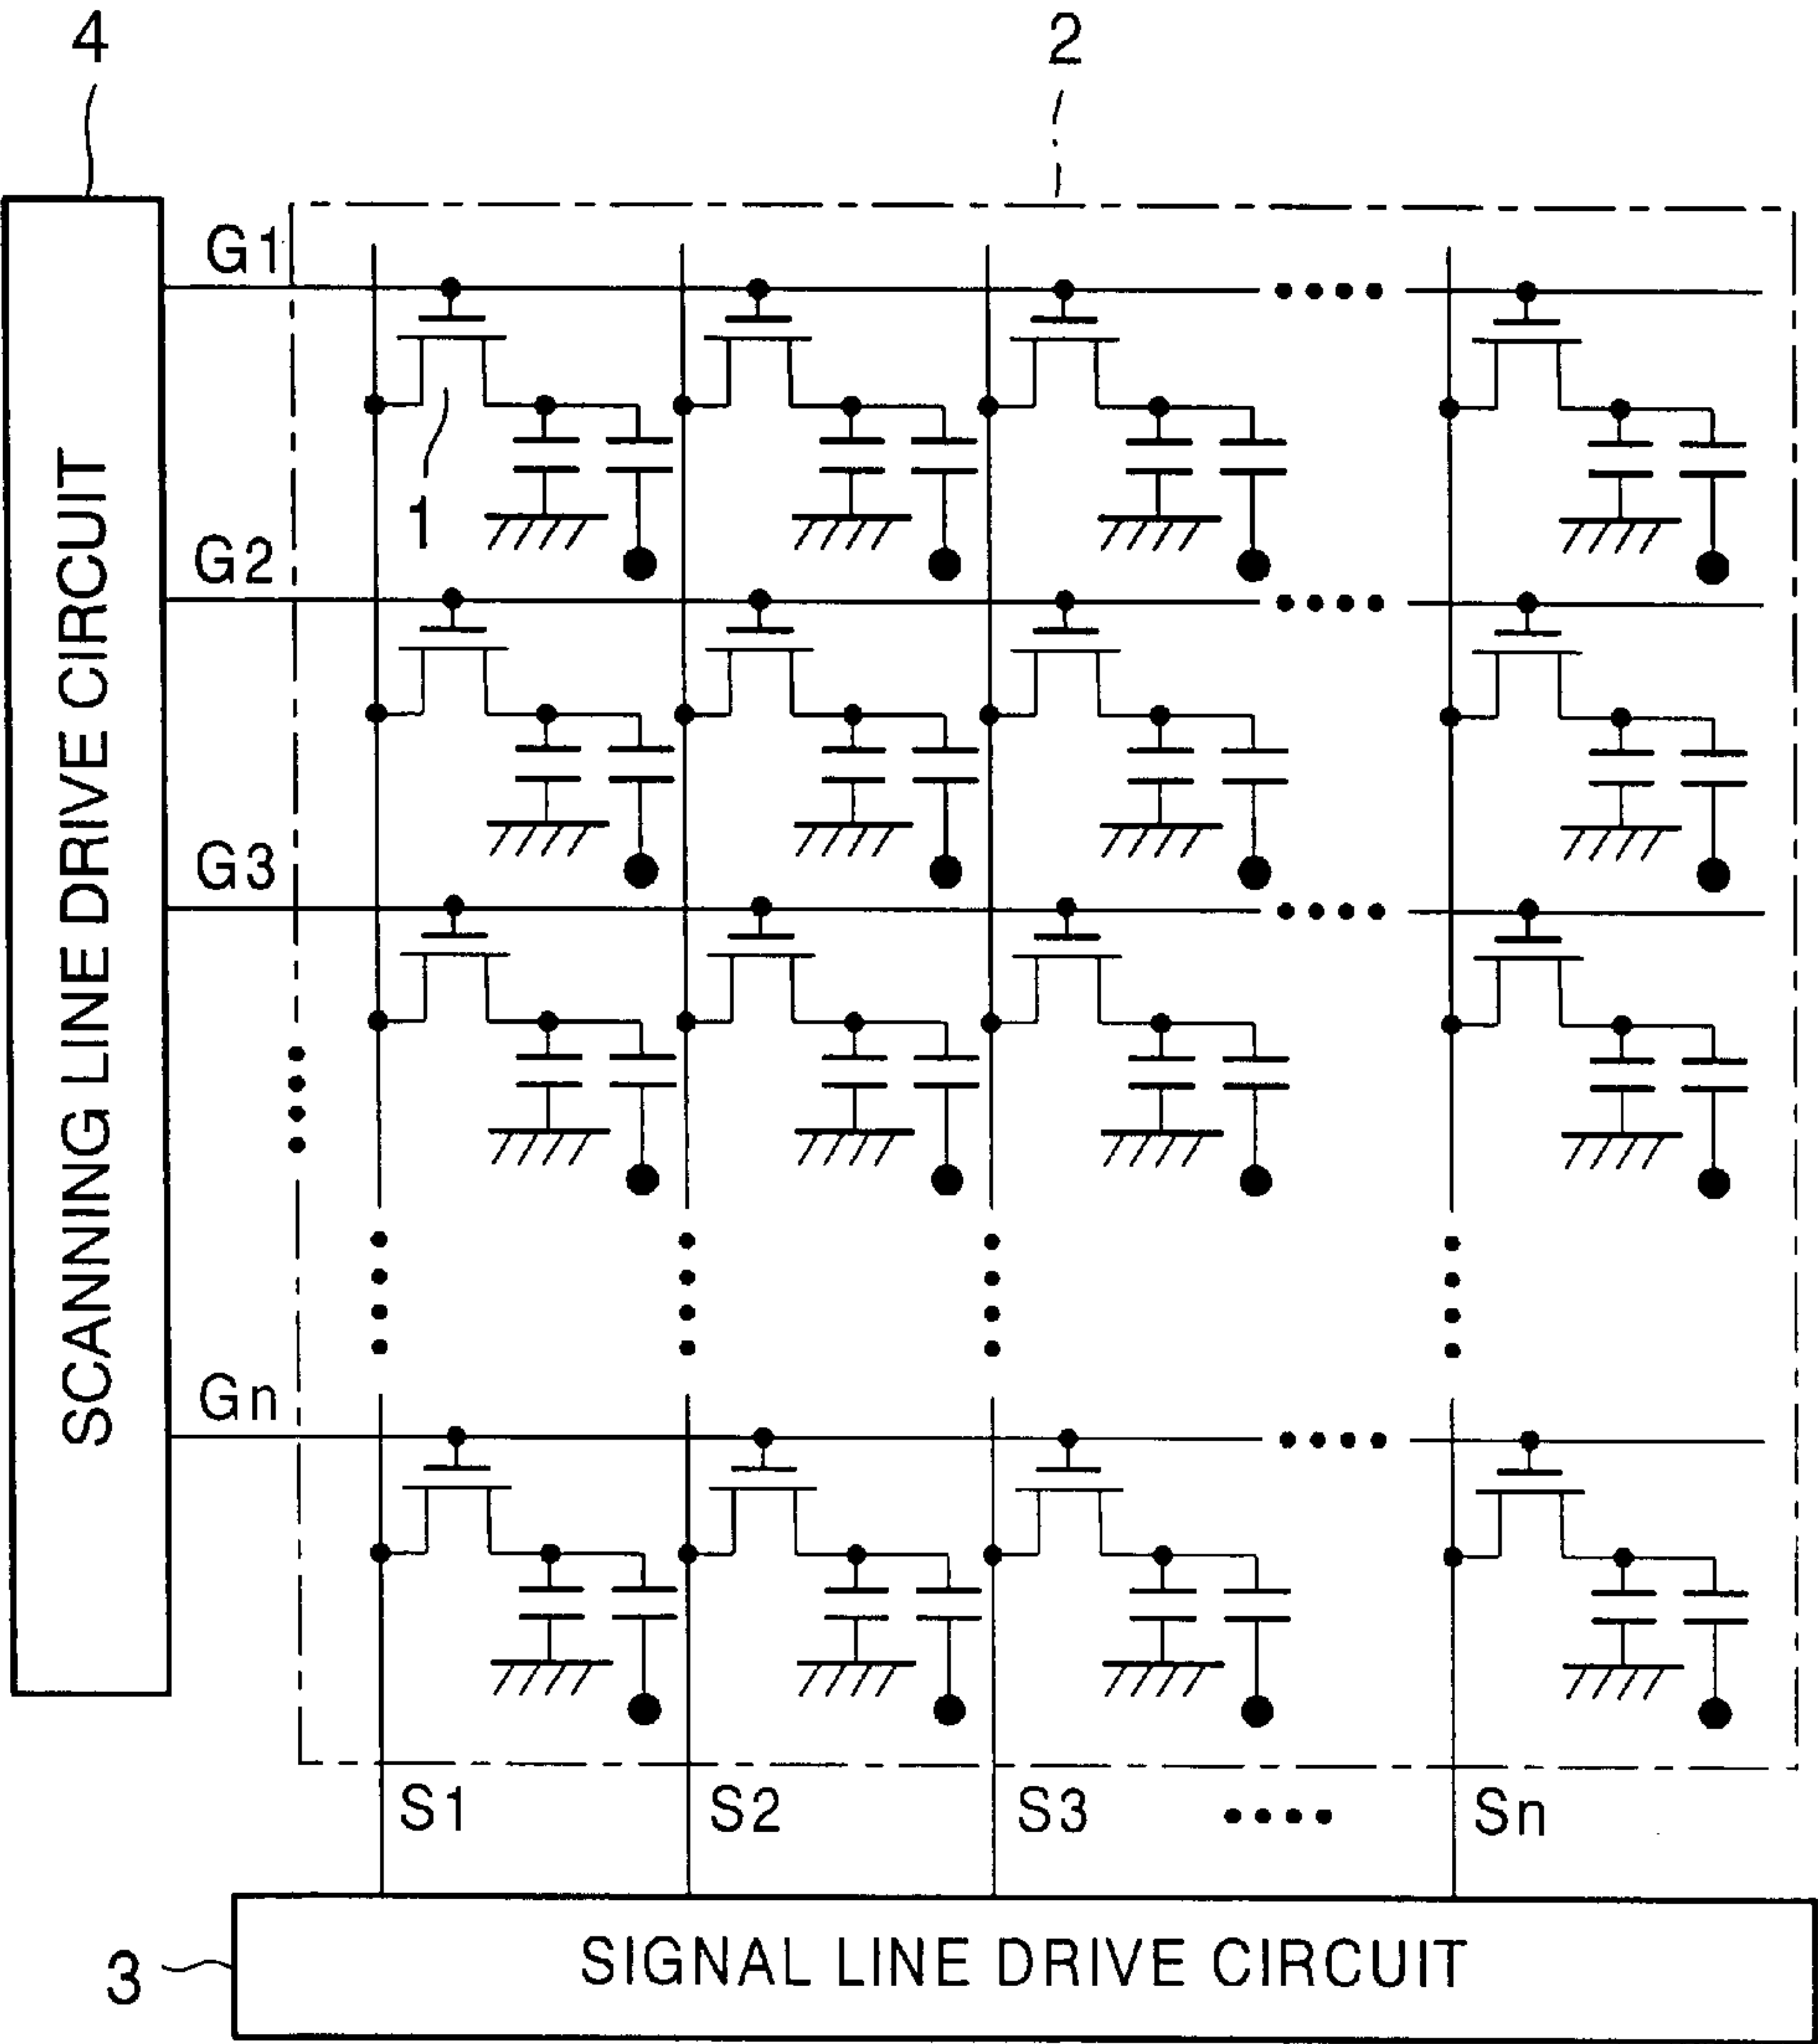 4
2
G1
1
G2
G3
Gn
SCANNING LINE DRIVE CIRCUIT
S1 S2 S3 Sn
3
SIGNAL LINE DRIVE CIRCUIT